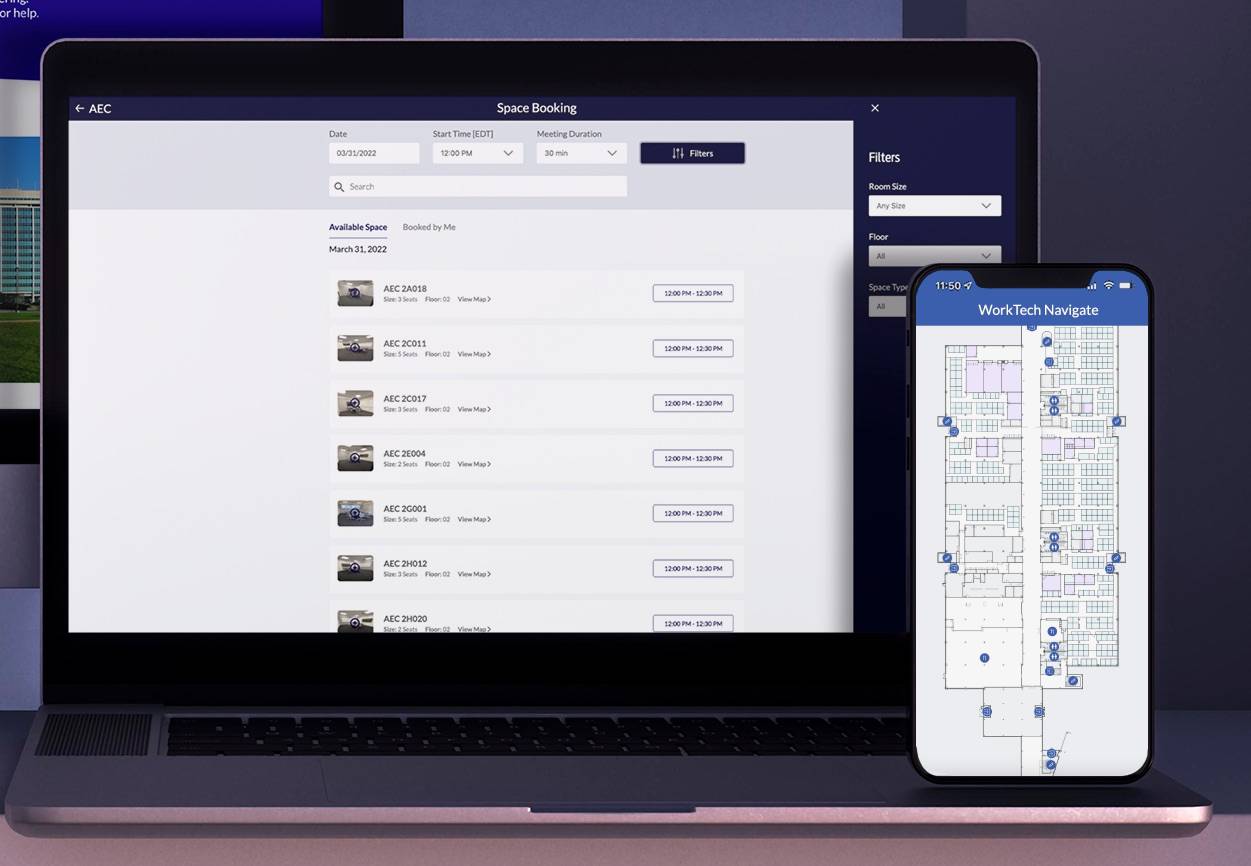 or help.
AEC
Space Booking
Date
Start Time [EDT]
Meeting Duration
03/31/2022
12:00 PM
30 min
Filters
Search
Available Space
Booked by Me
March 31, 2022
AEC 2A018
Size: 3 Seats Floor: 02 View Map
12:00 PM - 12:30 PM
AEC 2C011
Size: 5 Seats Floor: 02 View Map
12:00 PM - 12:30 PM
AEC 2C017
Size: 3 Seats Floor: 02 View Map
12:00 PM - 12:30 PM
AEC 2E004
Size: 2 Seats Floor: 02 View Map
12:00 PM - 12:30 PM
AEC 2G001
Size: 5 Seats Floor: 02 View Map
12:00 PM - 12:30 PM
AEC 2H012
Size: 3 Seats Floor: 02 View Map
12:00 PM - 12:30 PM
AEC 2H020
Size: 2 Seats Floor: 02 View Map
12:00 PM - 12:30 PM
Filters
Room Size
Any Size
Floor
All
Space Type
All
11:50
WorkTech Navigate